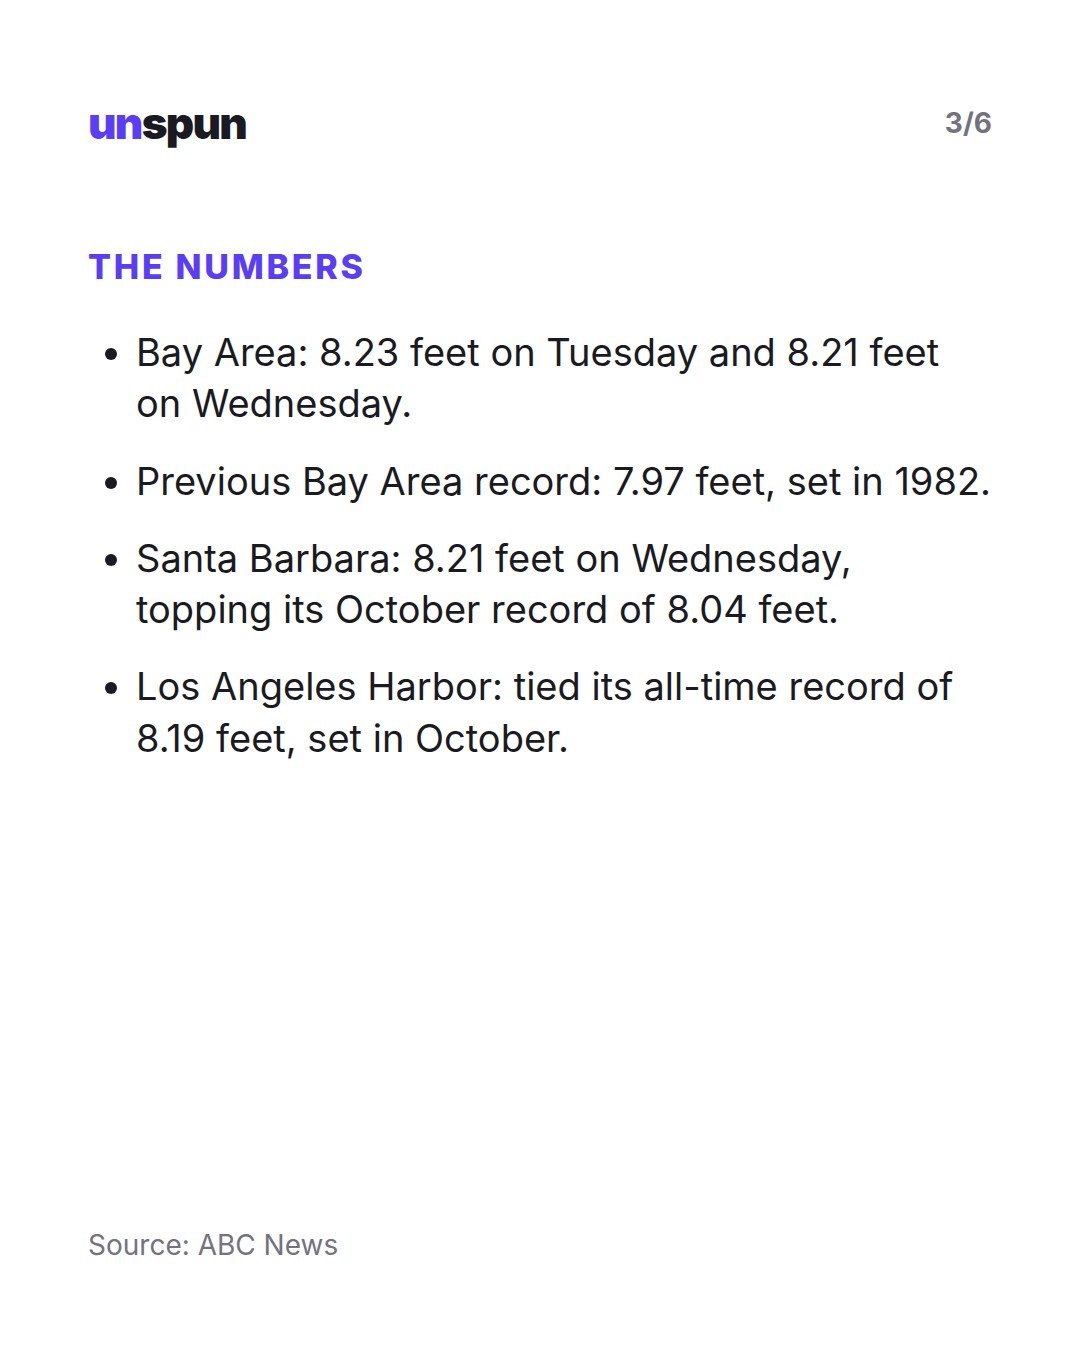 unspun
3/6
THE NUMBERS
• Bay Area: 8.23 feet on Tuesday and 8.21 feet
on Wednesday.
• Previous Bay Area record: 7.97 feet, set in 1982.
• Santa Barbara: 8.21 feet on Wednesday,
topping its October record of 8.04 feet.
• Los Angeles Harbor: tied its all-time record of
8.19 feet, set in October.
Source: ABC News